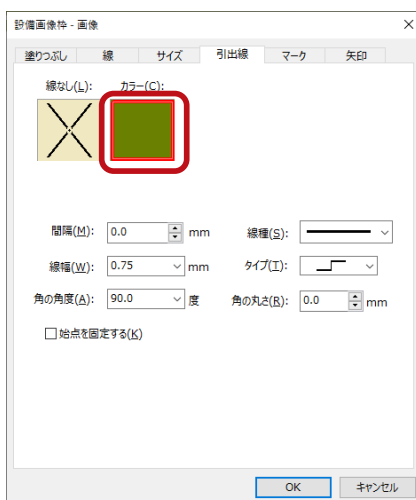 設備画像枠 - 画像
塗りつぶし 線 サイズ 引出線 マーク 矢印
線なし(L): カラー(C):
間隔(M): 0.0 mm 線種(S):
線幅(W): 0.75 mm タイプ(T):
角の角度(A): 90.0 度 角の丸さ(R): 0.0 mm
始点を固定する(K)
OK キャンセル